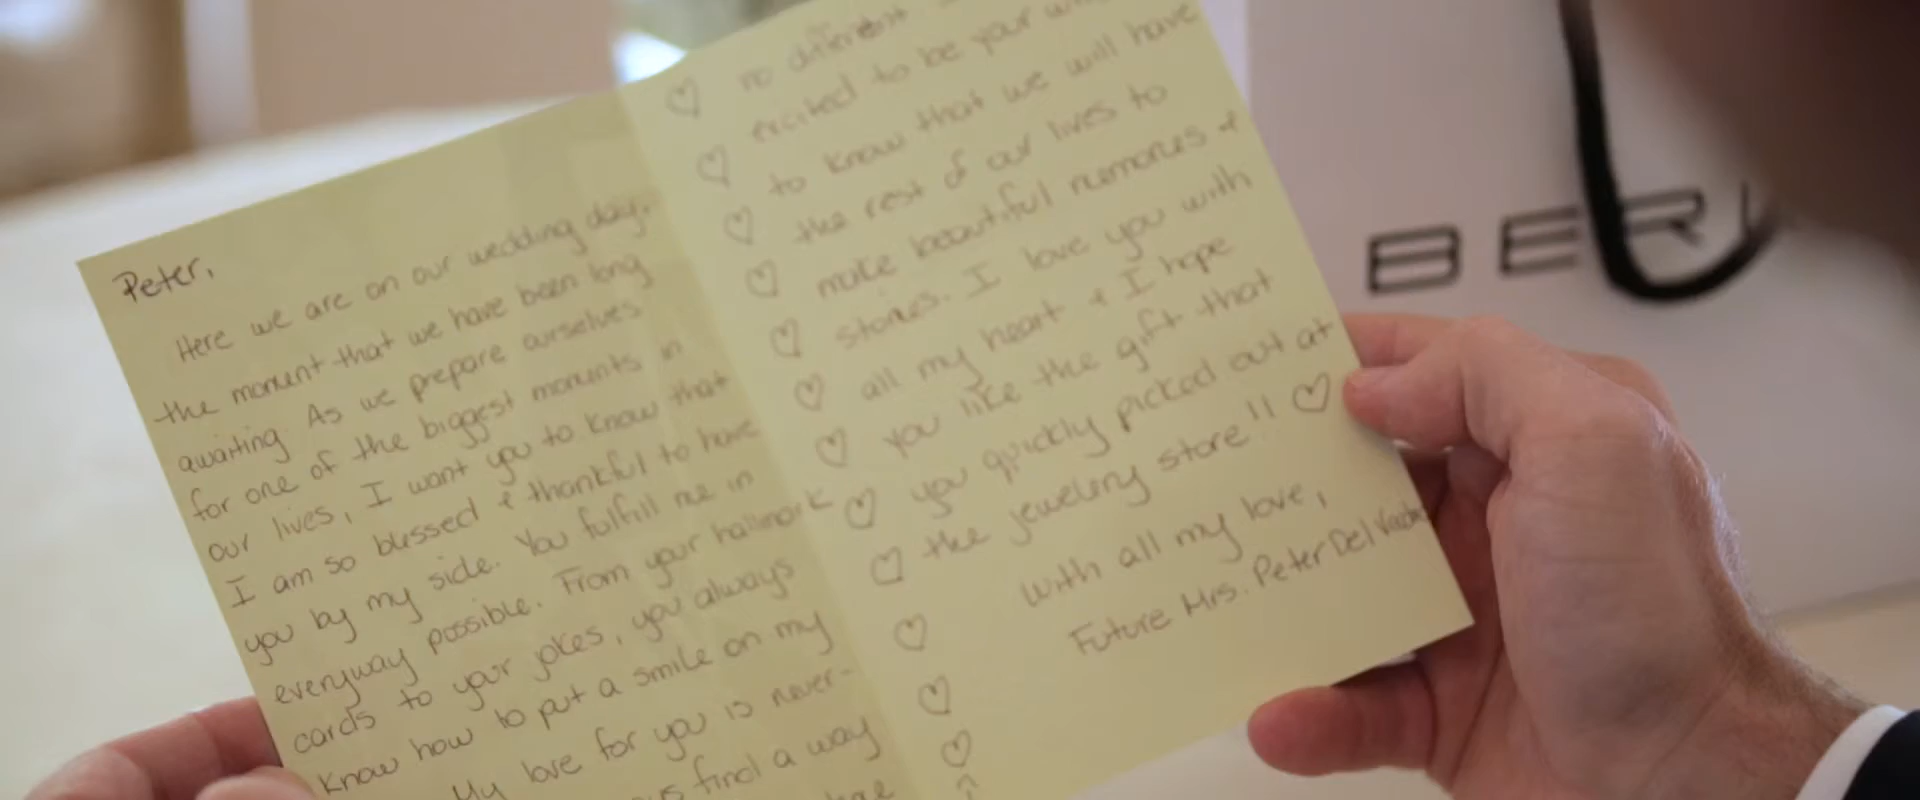 Peter,
Here we are on our wedding day,
the moment that we have been long
awaiting. As we prepare ourselves
for one of the biggest moments in
our lives, I want you to know that
I am so blessed & thankful to have
you by my side. You fulfill me in
everyway possible. From your hallmark
cards to your jokes, you always
know how to put a smile on my
My love for you is never-
find a way
no different
excited to be your
to know that we will have
the rest of our lives to
make beautiful memories &
stories. I love you with
all my heart & I hope
you like the gift that
you quickly picked out at
the jewelery store!! ♡
With all my love,
Future Mrs. Peter Del
BER